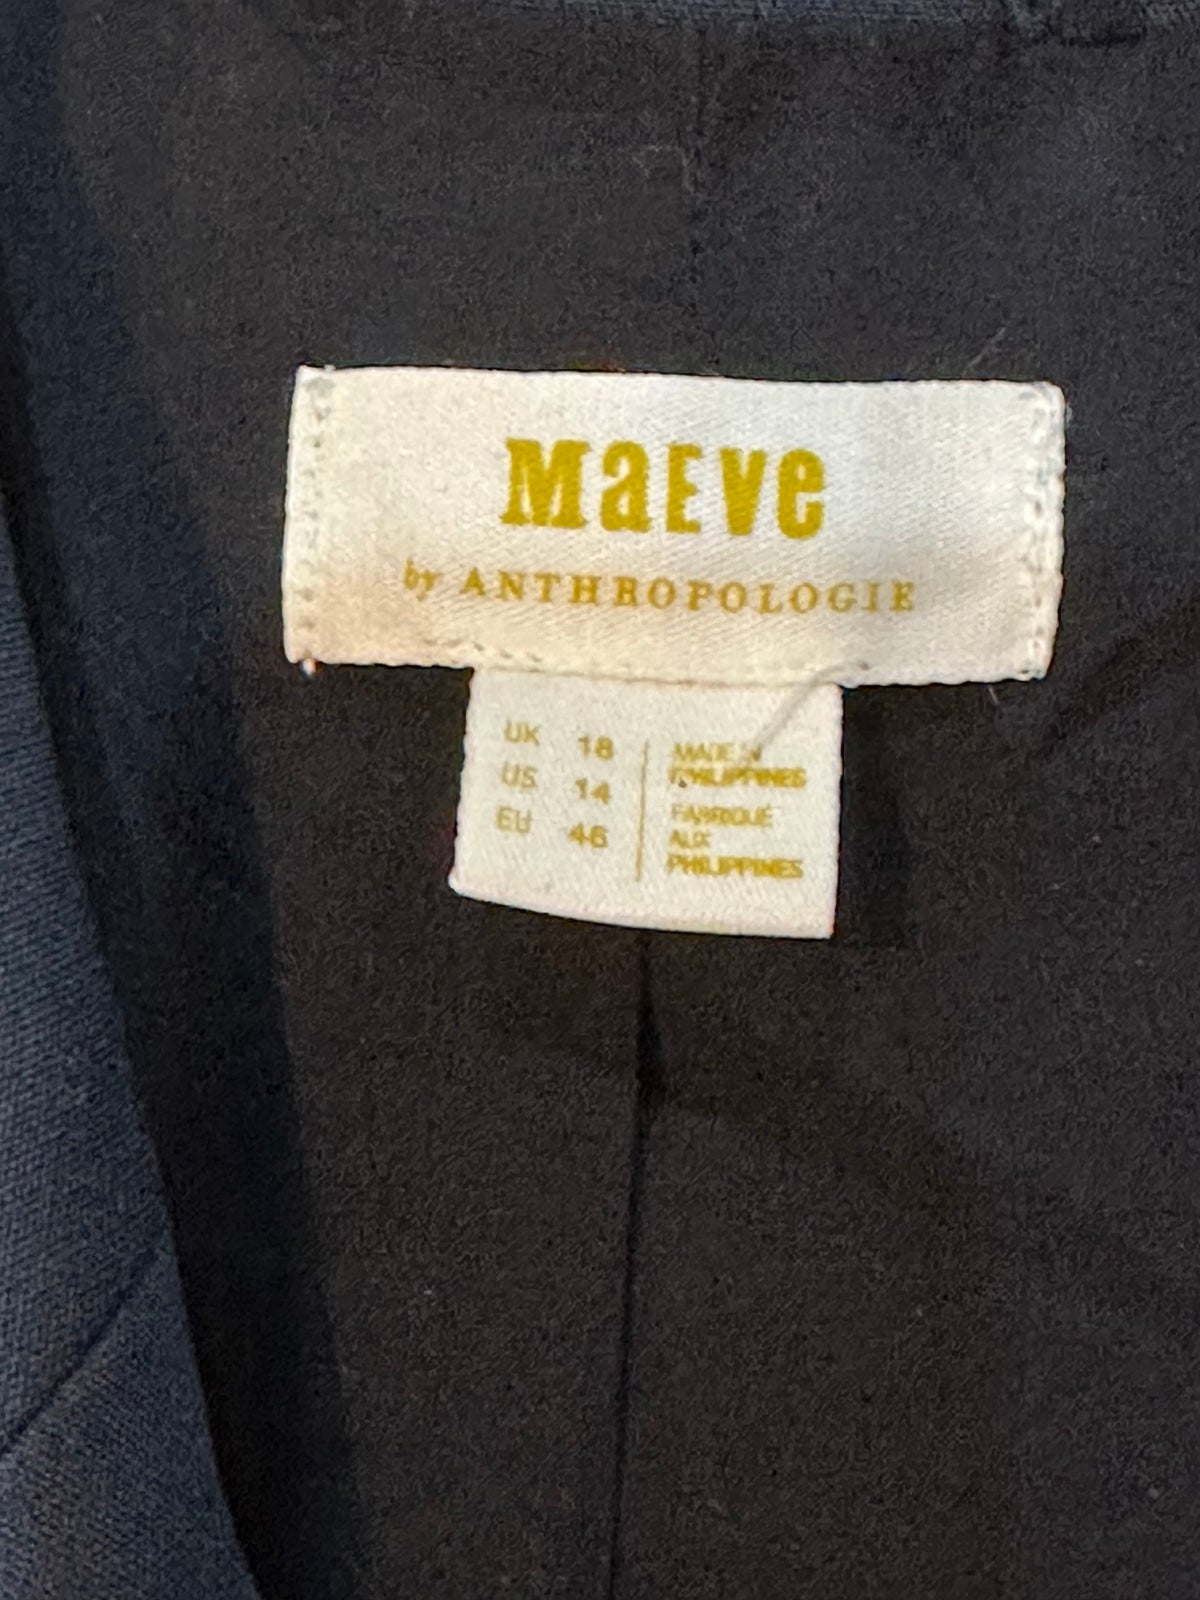 MaEve
by ANTHROPOLOGIE
UK 18
US 14
EU 46
MADE IN
PHILIPPINES
FABRIQUÉ
AUX
PHILIPPINES